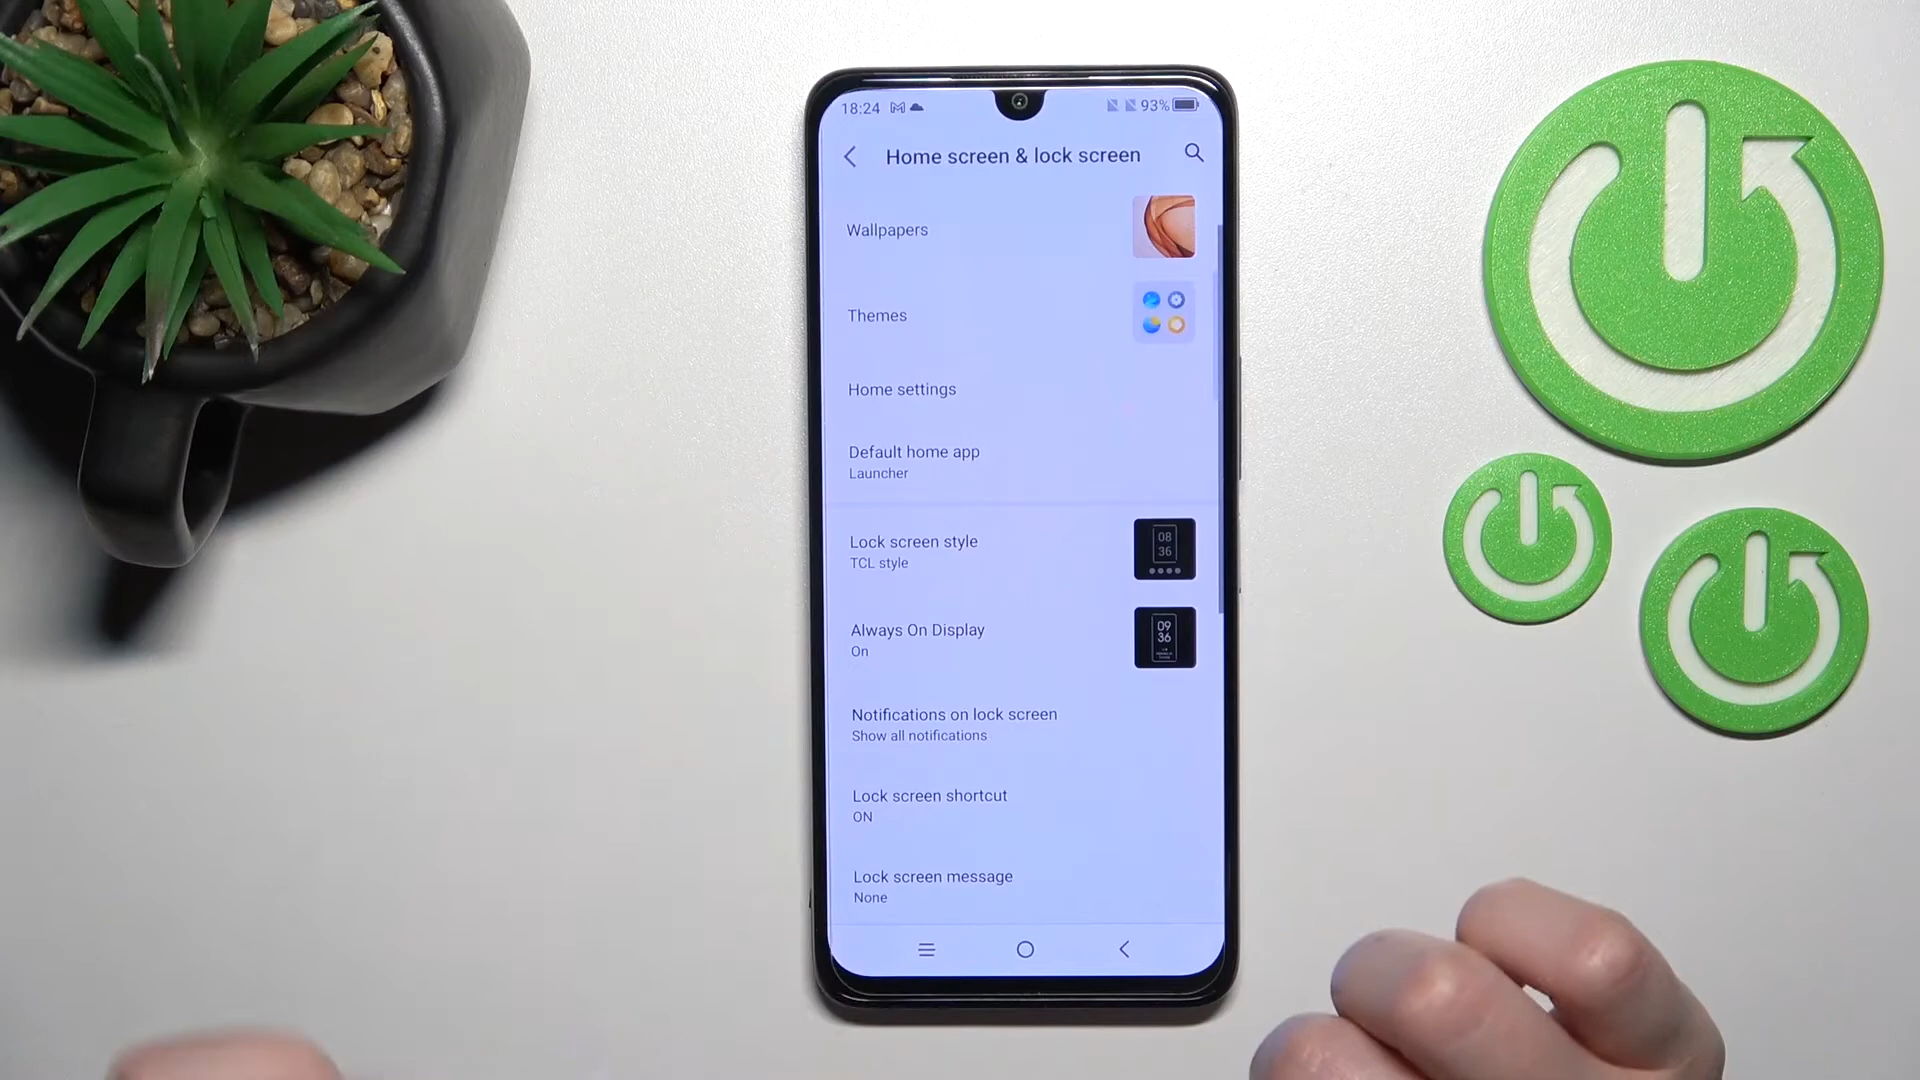 18:24 93%
Home screen & lock screen
Wallpapers
Themes
Home settings
Default home app
Launcher
Lock screen style
TCL style
08
36
Always On Display
On
09
36
Notifications on lock screen
Show all notifications
Lock screen shortcut
ON
Lock screen message
None